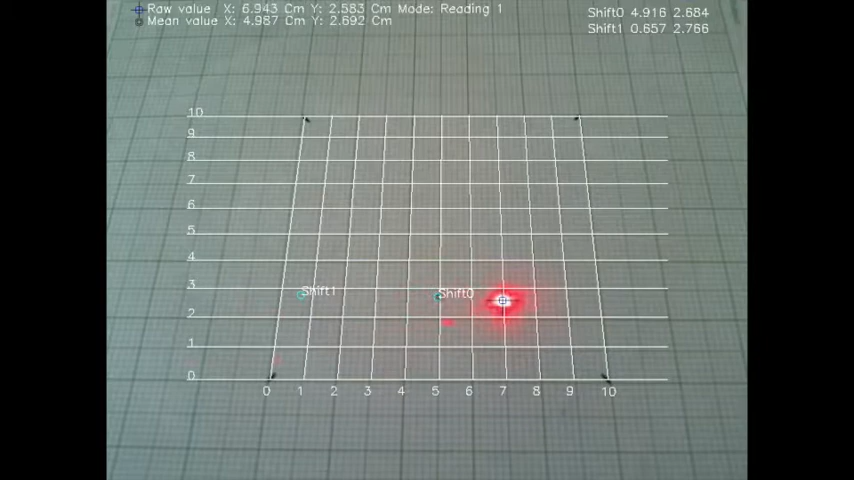 Raw value X: 6.943 Cm Y: 2.583 Cm Mode: Reading 1
Mean value X: 4.987 Cm Y: 2.692 Cm
Shift0 4.916 2.684
Shift1 0.657 2.766
10
9
8
7
6
5
4
3
2
1
0
Shift1
Shift0
0 1 2 3 4 5 6 7 8 9 10